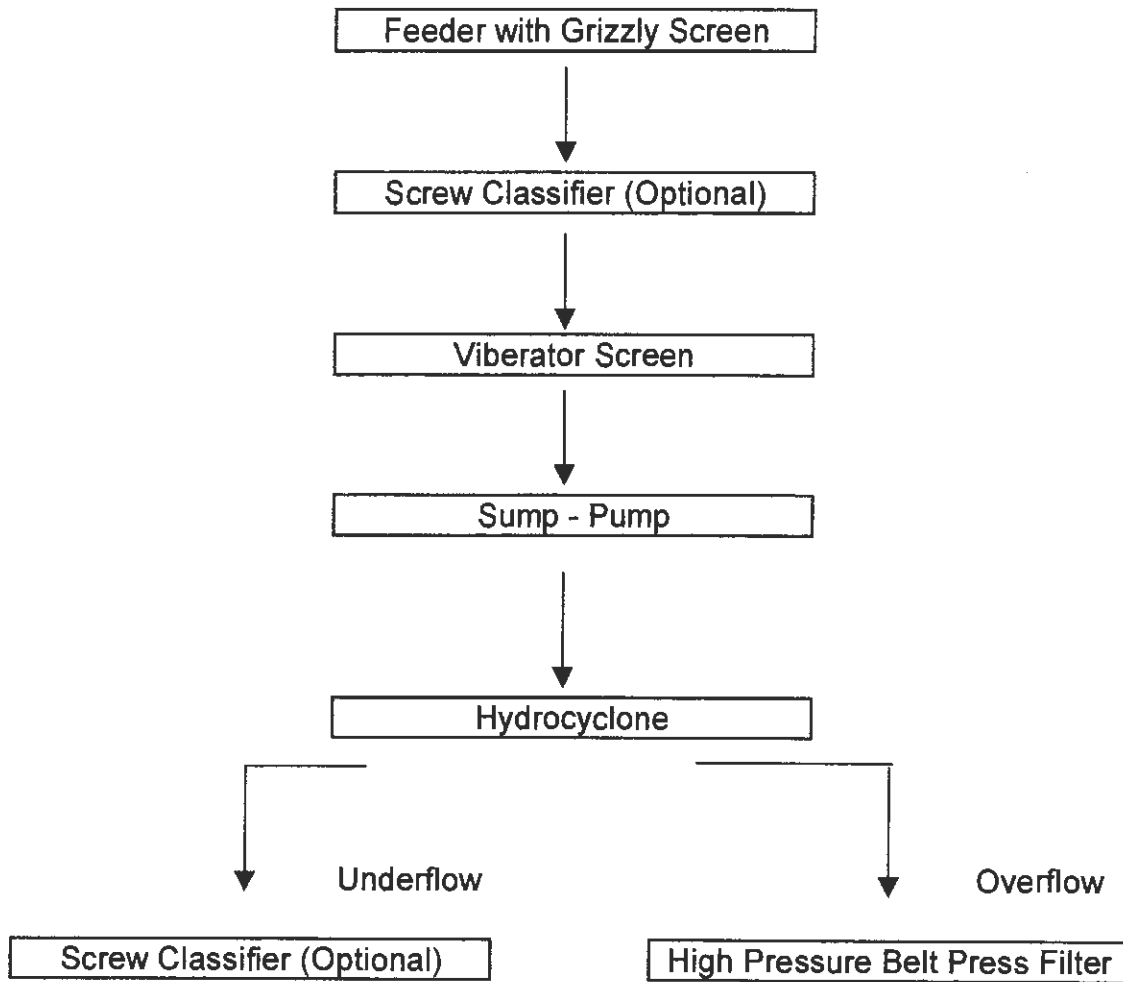 Feeder with Grizzly Screen
Screw Classifier (Optional)
Viberator Screen
Sump - Pump
Hydrocyclone
Underflow
Overflow
Screw Classifier (Optional)
High Pressure Belt Press Filter